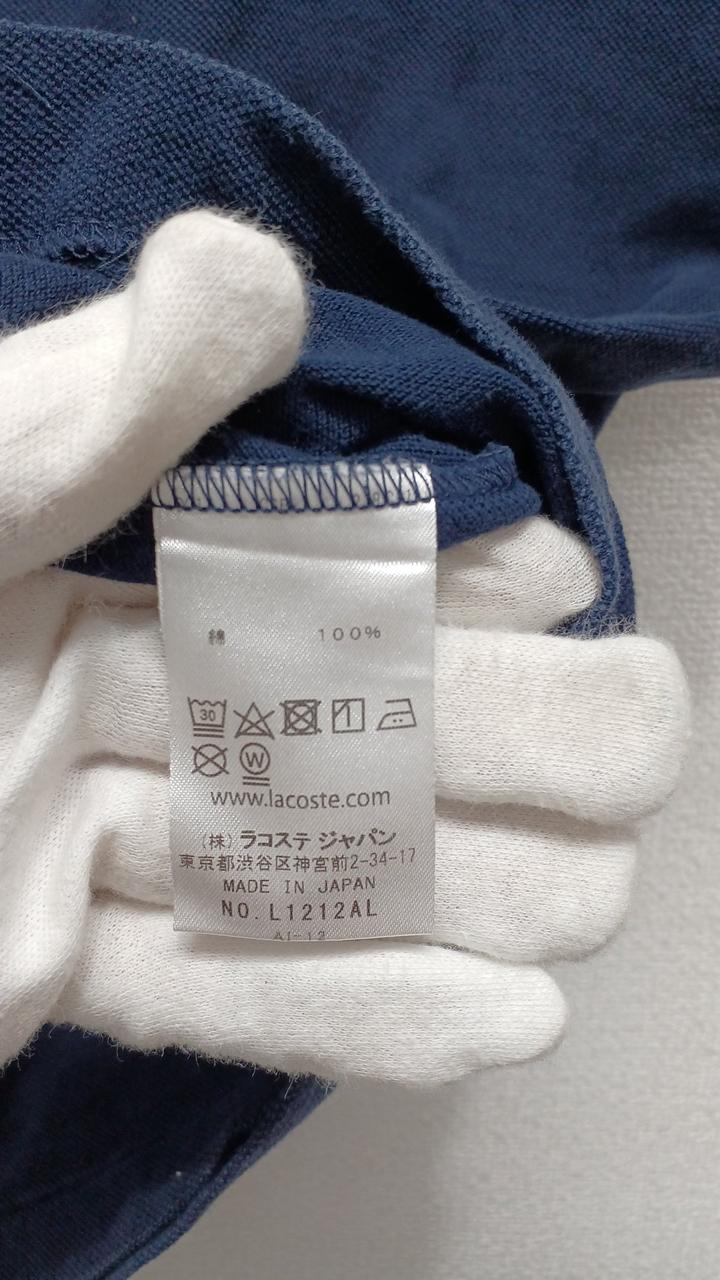 綿 100%
30
W
www.lacoste.com
(株) ラコステ ジャパン
東京都渋谷区神宮前2-34-17
MADE IN JAPAN
NO. L1212AL